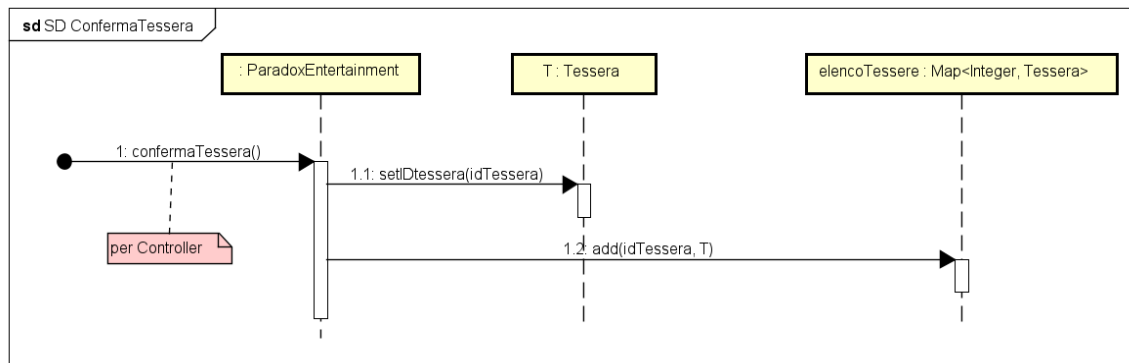 sd SD ConfermaTessera
: ParadoxEntertainment
T : Tessera
elencoTessere : Map<Integer, Tessera>
1: confermaTessera()
1.1: setIDtessera(idTessera)
per Controller
1.2: add(idTessera, T)